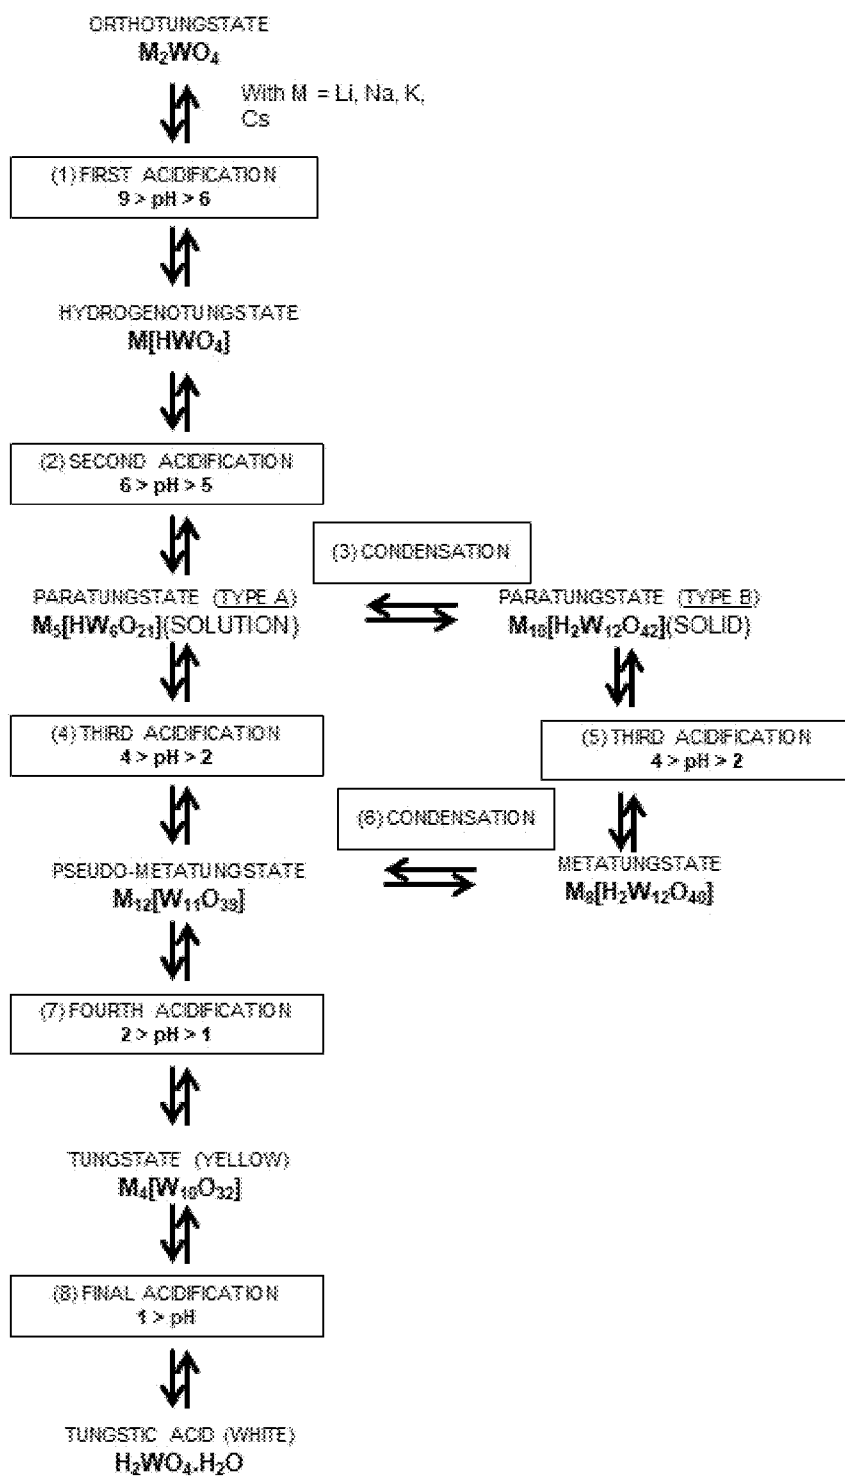 ORTHOTUNGSTATE
M₂WO₄
With M = Li, Na, K,
Cs
(1) FIRST ACIDIFICATION
9 > pH > 6
HYDROGENOTUNGSTATE
M[HWO₄]
(2) SECOND ACIDIFICATION
6 > pH > 5
(3) CONDENSATION
PARATUNGSTATE (TYPE A)
M₅[HW₆O₂₁](SOLUTION)
PARATUNGSTATE (TYPE B)
M₁₀[H₂W₁₂O₄₂](SOLID)
(4) THIRD ACIDIFICATION
4 > pH > 2
(5) THIRD ACIDIFICATION
4 > pH > 2
(6) CONDENSATION
PSEUDO-METATUNGSTATE
M₁₂[W₁₁O₃₉]
METATUNGSTATE
M₈[H₂W₁₂O₄₀]
(7) FOURTH ACIDIFICATION
2 > pH > 1
TUNGSTATE (YELLOW)
M₄[W₁₀O₃₂]
(8) FINAL ACIDIFICATION
1 > pH
TUNGSTIC ACID (WHITE)
H₂WO₄.H₂O